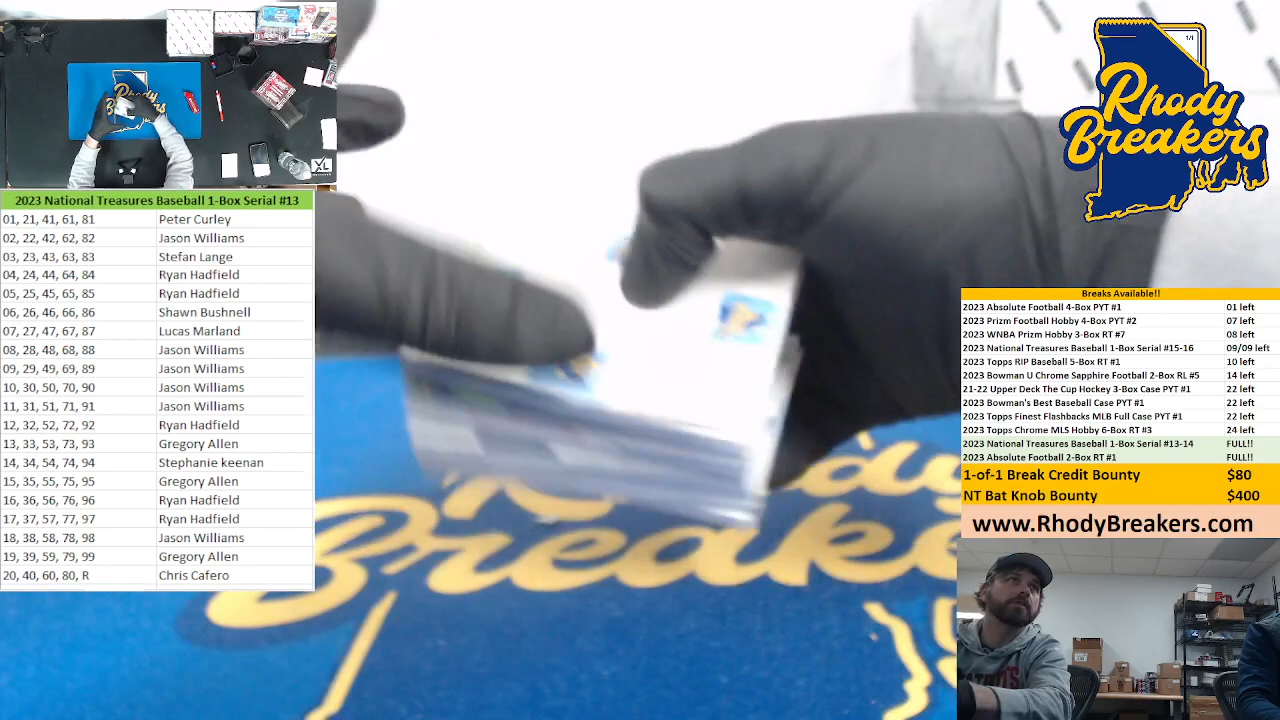 2023 National Treasures Baseball 1-Box Serial #13
01, 21, 41, 61, 81 Peter Curley
02, 22, 42, 62, 82 Jason Williams
03, 23, 43, 63, 83 Stefan Lange
04, 24, 44, 64, 84 Ryan Hadfield
05, 25, 45, 65, 85 Ryan Hadfield
06, 26, 46, 66, 86 Shawn Bushnell
07, 27, 47, 67, 87 Lucas Marland
08, 28, 48, 68, 88 Jason Williams
09, 29, 49, 69, 89 Jason Williams
10, 30, 50, 70, 90 Jason Williams
11, 31, 51, 71, 91 Jason Williams
12, 32, 52, 72, 92 Ryan Hadfield
13, 33, 53, 73, 93 Gregory Allen
14, 34, 54, 74, 94 Stephanie keenan
15, 35, 55, 75, 95 Gregory Allen
16, 36, 56, 76, 96 Ryan Hadfield
17, 37, 57, 77, 97 Ryan Hadfield
18, 38, 58, 78, 98 Jason Williams
19, 39, 59, 79, 99 Gregory Allen
20, 40, 60, 80, R Chris Cafero
XL
1/1
Rhody
Breakers
Breaks Available!!
2023 Absolute Football 4-Box PYT #1 01 left
2023 Prizm Football Hobby 4-Box PYT #2 07 left
2023 WNBA Prizm Hobby 3-Box RT #7 08 left
2023 National Treasures Baseball 1-Box Serial #15-16 09/09 left
2023 Topps RIP Baseball 5-Box RT #1 10 left
2023 Bowman U Chrome Sapphire Football 2-Box RL #5 14 left
21-22 Upper Deck The Cup Hockey 3-Box Case PYT #1 22 left
2023 Bowman's Best Baseball Case PYT #1 22 left
2023 Topps Finest Flashbacks MLB Full Case PYT #1 22 left
2023 Topps Chrome MLS Hobby 6-Box RT #3 24 left
2023 National Treasures Baseball 1-Box Serial #13-14 FULL!!
2023 Absolute Football 2-Box RT #1 FULL!!
1-of-1 Break Credit Bounty $80
NT Bat Knob Bounty $400
www.RhodyBreakers.com